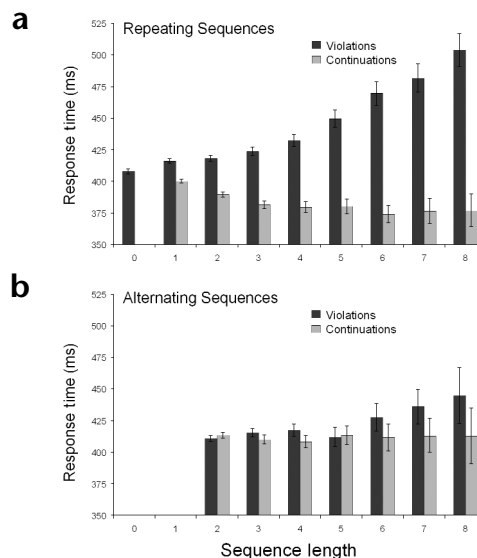 a
Repeating Sequences
Violations
Continuations
Response time (ms)
525
500
475
450
425
400
375
350
0 1 2 3 4 5 6 7 8
b
Alternating Sequences
Violations
Continuations
Response time (ms)
525
500
475
450
425
400
375
350
0 1 2 3 4 5 6 7 8
Sequence length